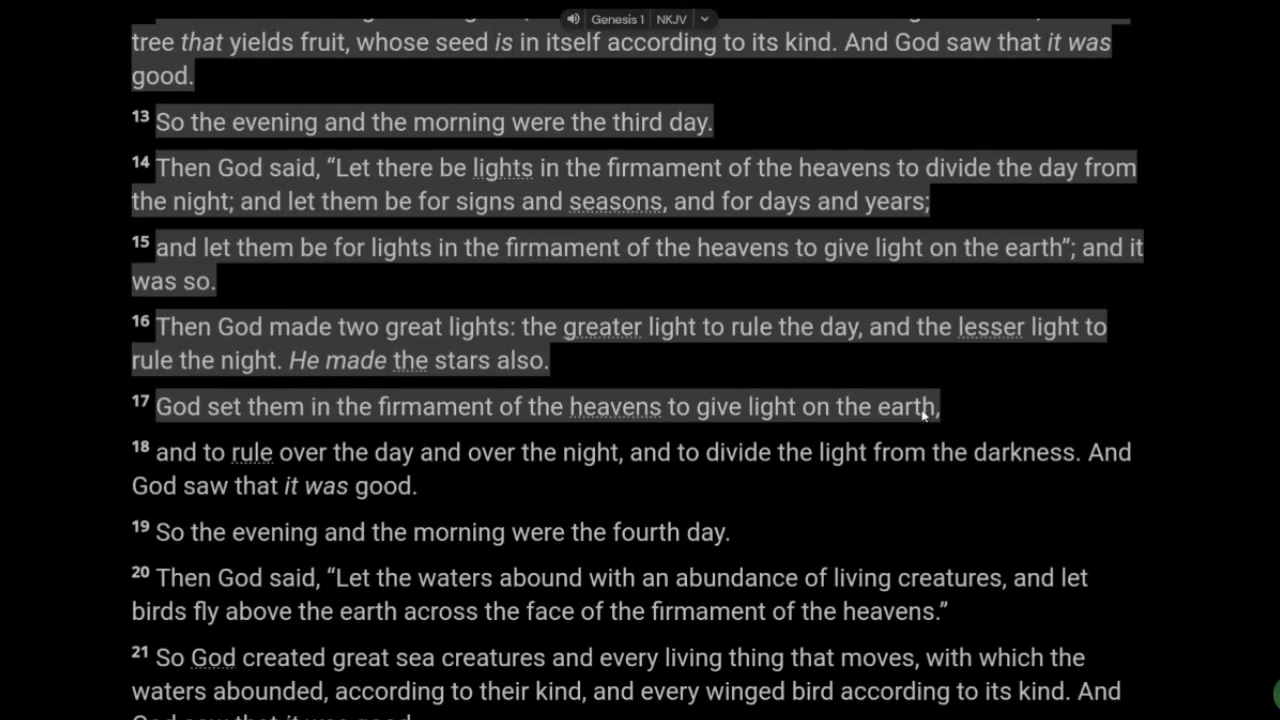 Genesis 1 NKJV
tree that yields fruit, whose seed is in itself according to its kind. And God saw that it was
good.
13 So the evening and the morning were the third day.
14 Then God said, “Let there be lights in the firmament of the heavens to divide the day from
the night; and let them be for signs and seasons, and for days and years;
15 and let them be for lights in the firmament of the heavens to give light on the earth”; and it
was so.
16 Then God made two great lights: the greater light to rule the day, and the lesser light to
rule the night. He made the stars also.
17 God set them in the firmament of the heavens to give light on the earth,
18 and to rule over the day and over the night, and to divide the light from the darkness. And
God saw that it was good.
19 So the evening and the morning were the fourth day.
20 Then God said, “Let the waters abound with an abundance of living creatures, and let
birds fly above the earth across the face of the firmament of the heavens.”
21 So God created great sea creatures and every living thing that moves, with which the
waters abounded, according to their kind, and every winged bird according to its kind. And
God saw that it was good.